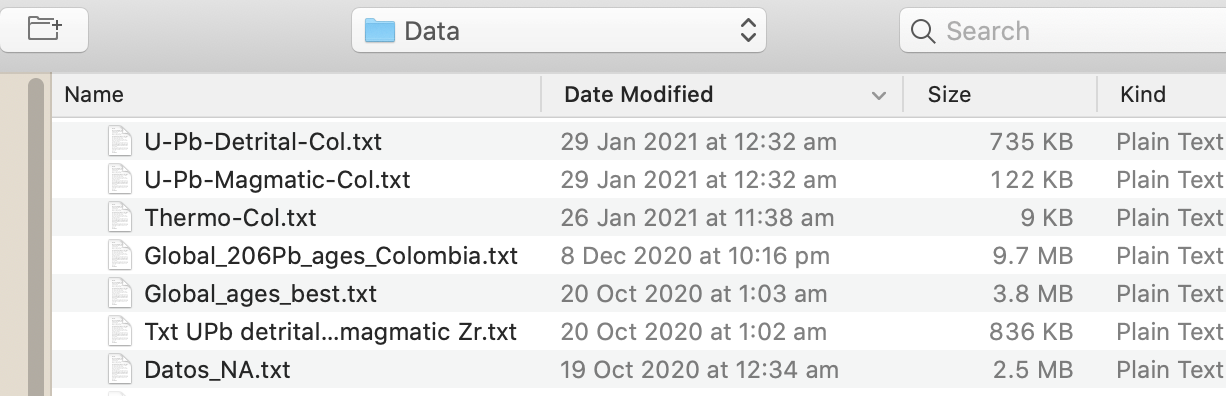 Data Search
Name Date Modified Size Kind
U-Pb-Detrital-Col.txt 29 Jan 2021 at 12:32 am 735 KB Plain Text
U-Pb-Magmatic-Col.txt 29 Jan 2021 at 12:32 am 122 KB Plain Text
Thermo-Col.txt 26 Jan 2021 at 11:38 am 9 KB Plain Text
Global_206Pb_ages_Colombia.txt 8 Dec 2020 at 10:16 pm 9.7 MB Plain Text
Global_ages_best.txt 20 Oct 2020 at 1:03 am 3.8 MB Plain Text
Txt UPb detrital...magmatic Zr.txt 20 Oct 2020 at 1:02 am 836 KB Plain Text
Datos_NA.txt 19 Oct 2020 at 12:34 am 2.5 MB Plain Text